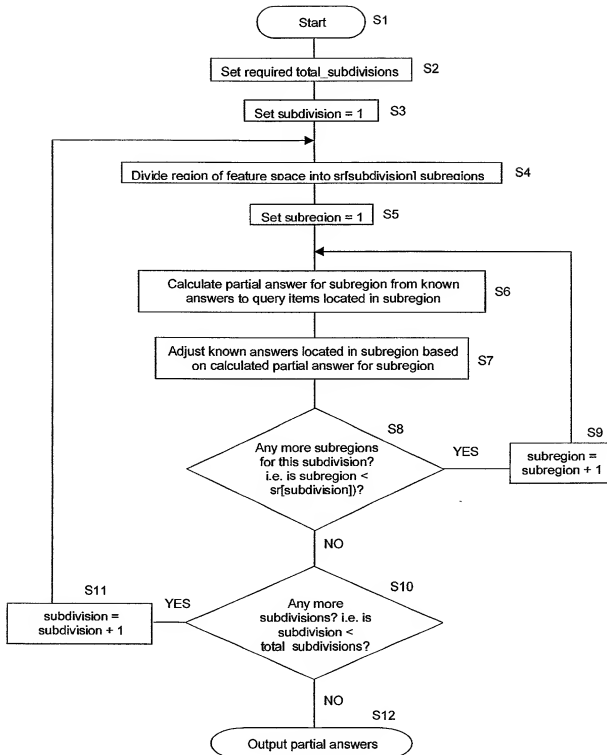 Start
S1
Set required total_subdivisions
S2
Set subdivision = 1
S3
Divide region of feature space into sr[subdivision] subregions
S4
Set subregion = 1
S5
Calculate partial answer for subregion from known
answers to query items located in subregion
S6
Adjust known answers located in subregion based
on calculated partial answer for subregion
S7
S8
Any more subregions
for this subdivision?
i.e. is subregion <
sr[subdivision])?
YES
S9
subregion =
subregion + 1
NO
S10
Any more
subdivisions? i.e. is
subdivision <
total_subdivisions?
YES
S11
subdivision =
subdivision + 1
NO
S12
Output partial answers